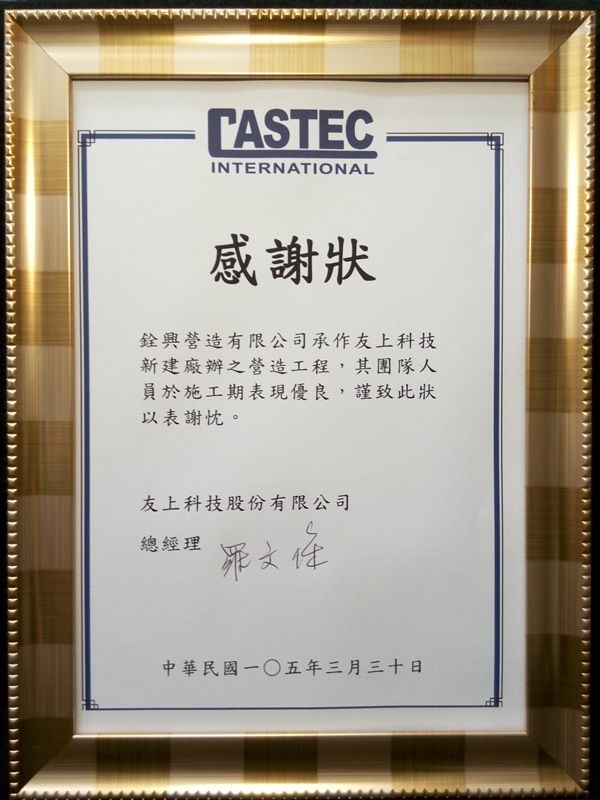 CASTEC
INTERNATIONAL
感謝狀
銓興營造有限公司承作友上科技
新建廠辦之營造工程，其團隊人
員於施工期表現優良，謹致此狀
以表謝忱。
友上科技股份有限公司
總經理 羅文保
中華民國一〇五年三月三十日